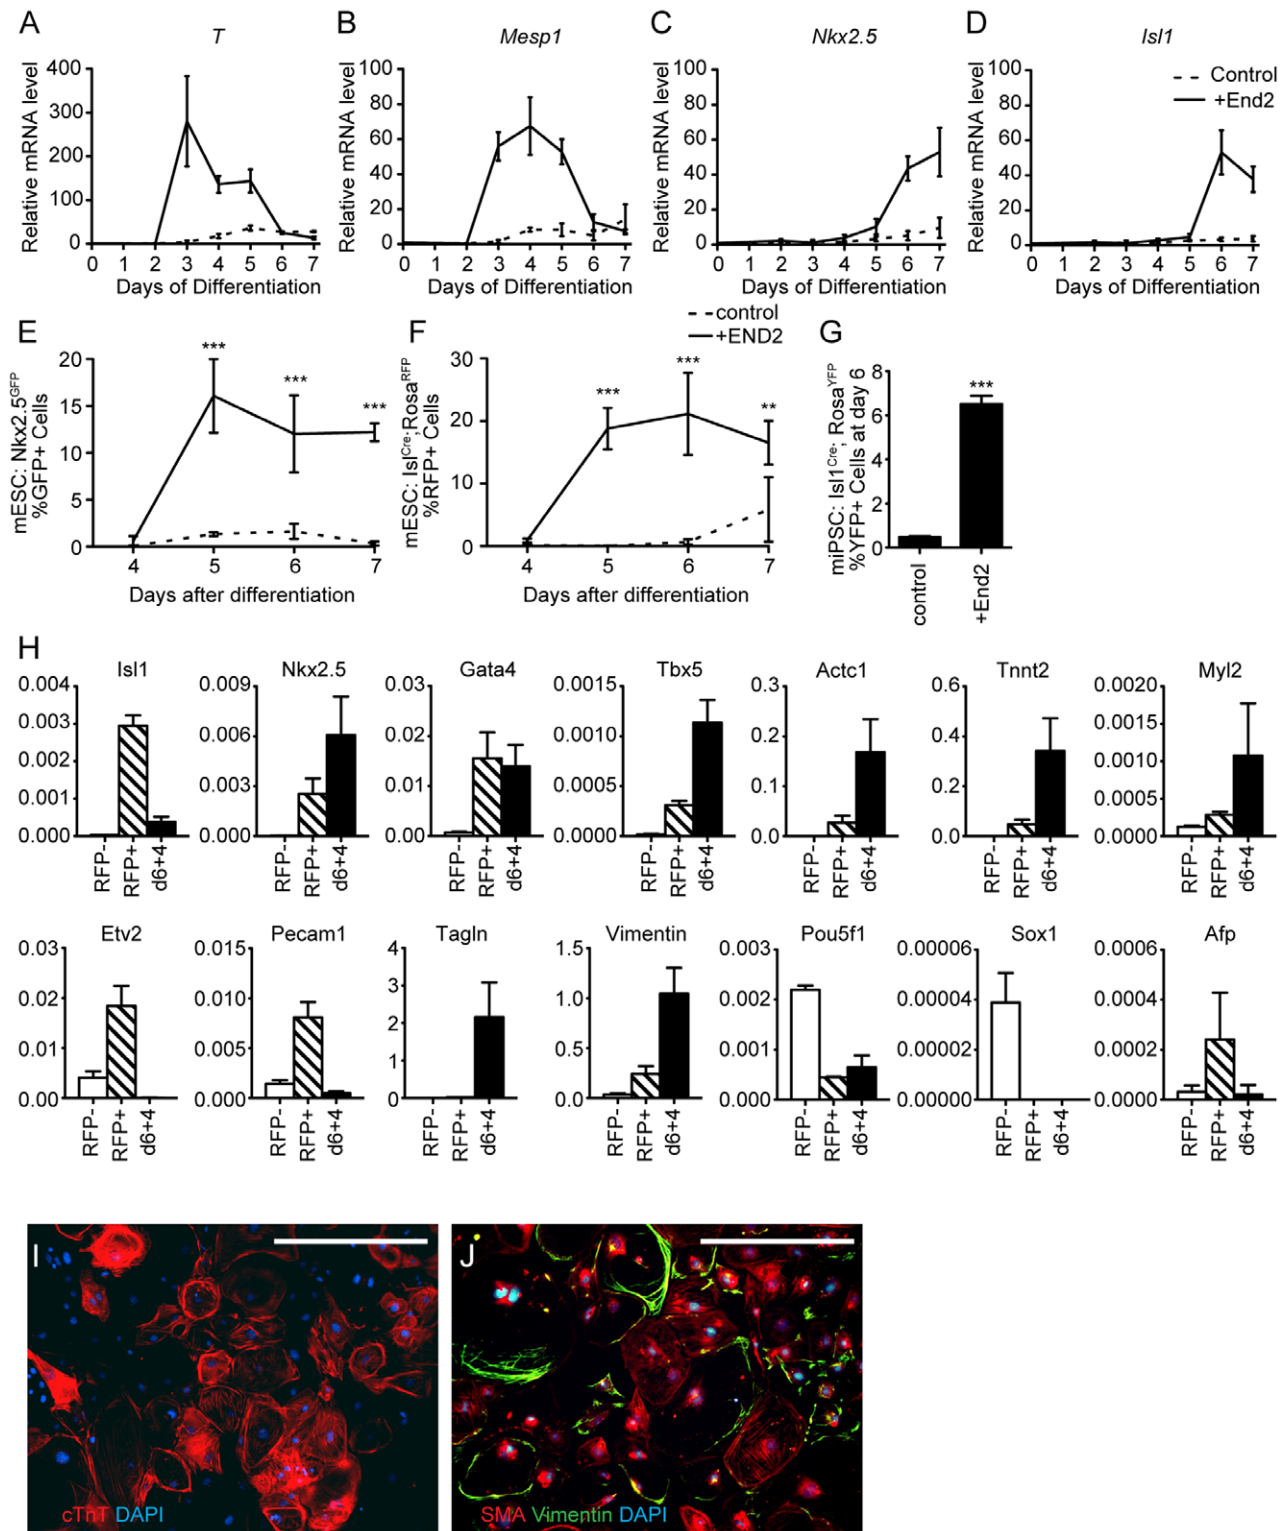 A
T
Relative mRNA level
400
300
200
100
0
0 1 2 3 4 5 6 7
Days of Differentiation
B
Mesp1
Relative mRNA level
100
80
60
40
20
0
0 1 2 3 4 5 6 7
Days of Differentiation
C
Nkx2.5
Relative mRNA level
100
80
60
40
20
0
0 1 2 3 4 5 6 7
Days of Differentiation
D
Isl1
Relative mRNA level
100
80
60
40
20
0
0 1 2 3 4 5 6 7
Days of Differentiation
Control
+End2
E
mESC: Nkx2.5GFP
%GFP+ Cells
20
15
10
5
0
*** *** ***
4 5 6 7
Days after differentiation
F
control
+END2
mESC: IslCre;RosaRFP
%RFP+ Cells
30
20
10
0
*** *** **
4 5 6 7
Days after differentiation
G
miPSC: Isl1Cre; RosaYFP
%YFP+ Cells at day 6
8
6
4
2
0
***
control
+End2
H
Isl1
0.004
0.003
0.002
0.001
0.000
RFP-
RFP+
d6+4
Nkx2.5
0.009
0.006
0.003
0.000
RFP-
RFP+
d6+4
Gata4
0.03
0.02
0.01
0.00
RFP-
RFP+
d6+4
Tbx5
0.0015
0.0010
0.0005
0.0000
RFP-
RFP+
d6+4
Actc1
0.3
0.2
0.1
0.0
RFP-
RFP+
d6+4
Tnnt2
0.6
0.4
0.2
0.0
RFP-
RFP+
d6+4
Myl2
0.0020
0.0015
0.0010
0.0005
0.0000
RFP-
RFP+
d6+4
Etv2
0.03
0.02
0.01
0.00
RFP-
RFP+
d6+4
Pecam1
0.015
0.010
0.005
0.000
RFP-
RFP+
d6+4
Tagln
4
3
2
1
0
RFP-
RFP+
d6+4
Vimentin
1.5
1.0
0.5
0.0
RFP-
RFP+
d6+4
Pou5f1
0.003
0.002
0.001
0.000
RFP-
RFP+
d6+4
Sox1
0.00006
0.00004
0.00002
0.00000
RFP-
RFP+
d6+4
Afp
0.0006
0.0004
0.0002
0.0000
RFP-
RFP+
d6+4
I
cTnT DAPI
J
SMA Vimentin DAPI